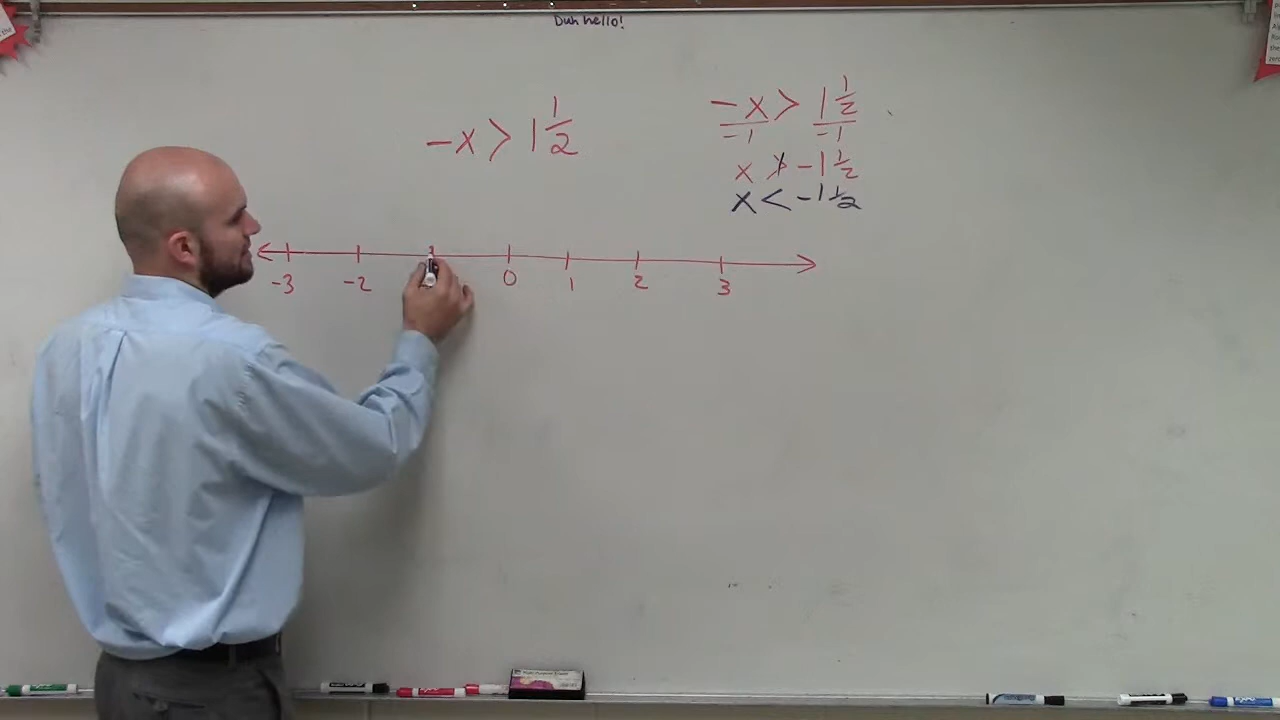 Duh hello!
-x > 1 1/2
-x > 1 1/2
-1 -1
x > -1 1/2
x < -1 1/2
-3 -2 0 1 2 3